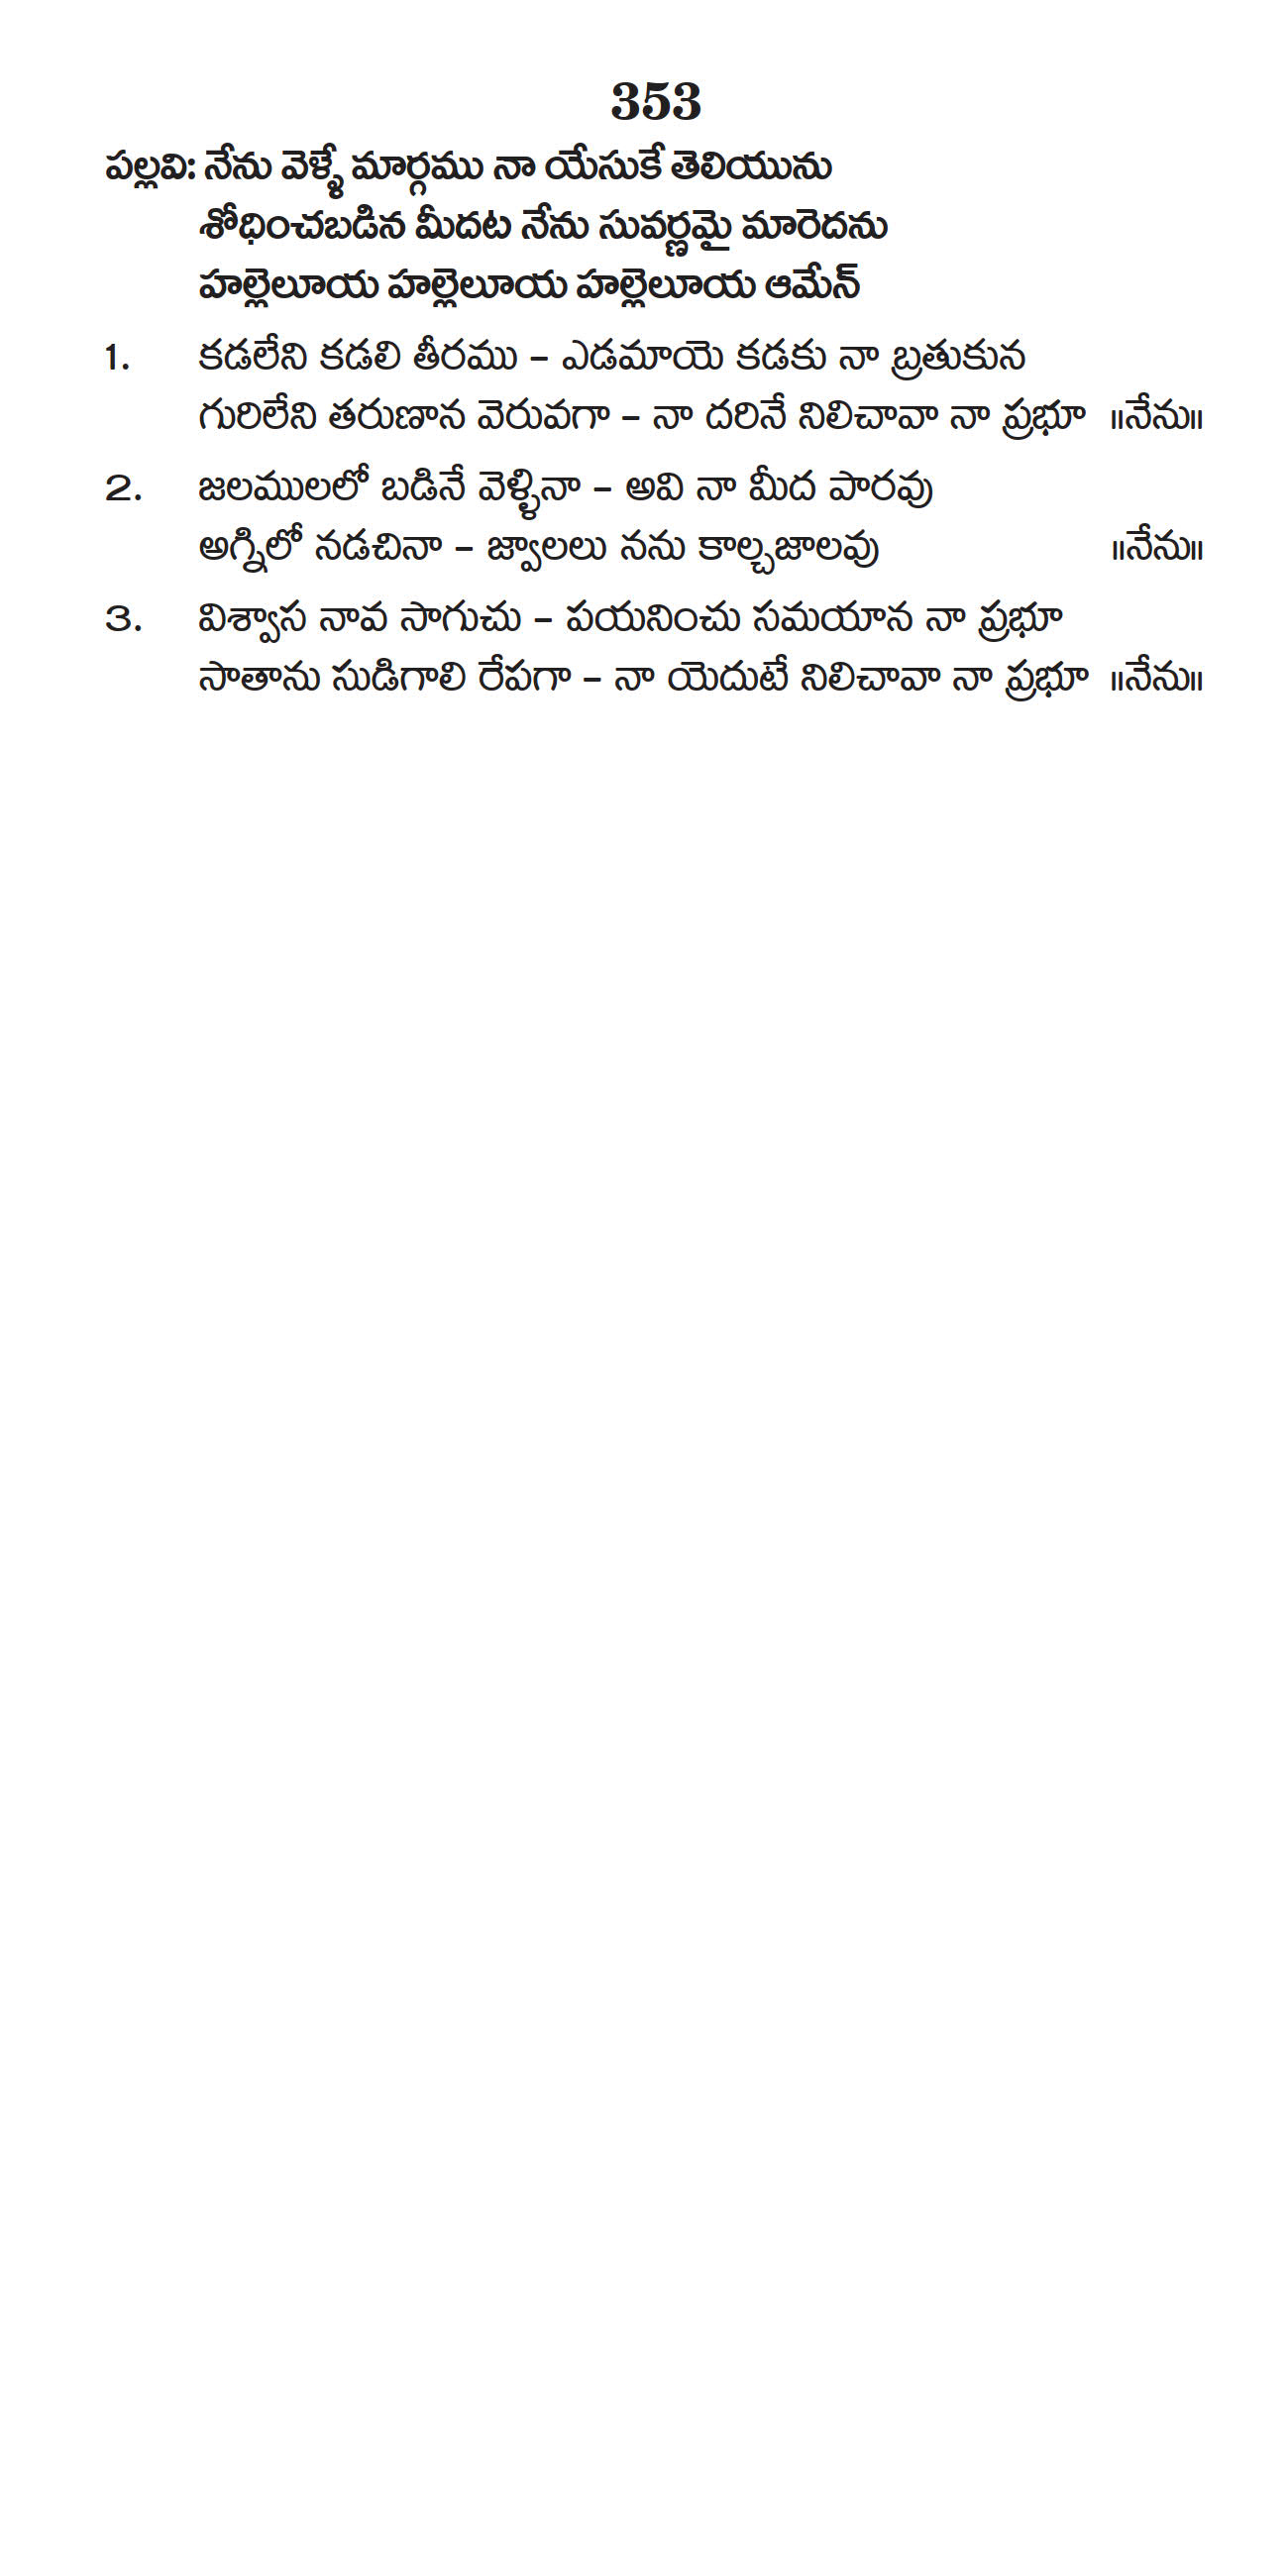 353
పల్లవి: నేను వెళ్ళే మార్గము నా యేసుకే తెలియును
శోధించబడిన మీదట నేను సువర్ణమై మారెదను
హల్లెలూయ హల్లెలూయ హల్లెలూయ ఆమేన్
1. కడలేని కడలి తీరము – ఎడమాయె కడకు నా బ్రతుకున
గురిలేని తరుణాన వెరువగా – నా దరినే నిలిచావా నా ప్రభూ ॥నేను॥
2. జలములలో బడినే వెళ్ళినా – అవి నా మీద పారవు
అగ్నిలో నడచినా – జ్వాలలు నను కాల్చజాలవు ॥నేను॥
3. విశ్వాస నావ సాగుచు – పయనించు సమయాన నా ప్రభూ
సాతాను సుడిగాలి రేపగా – నా యెదుటే నిలిచావా నా ప్రభూ ॥నేను॥